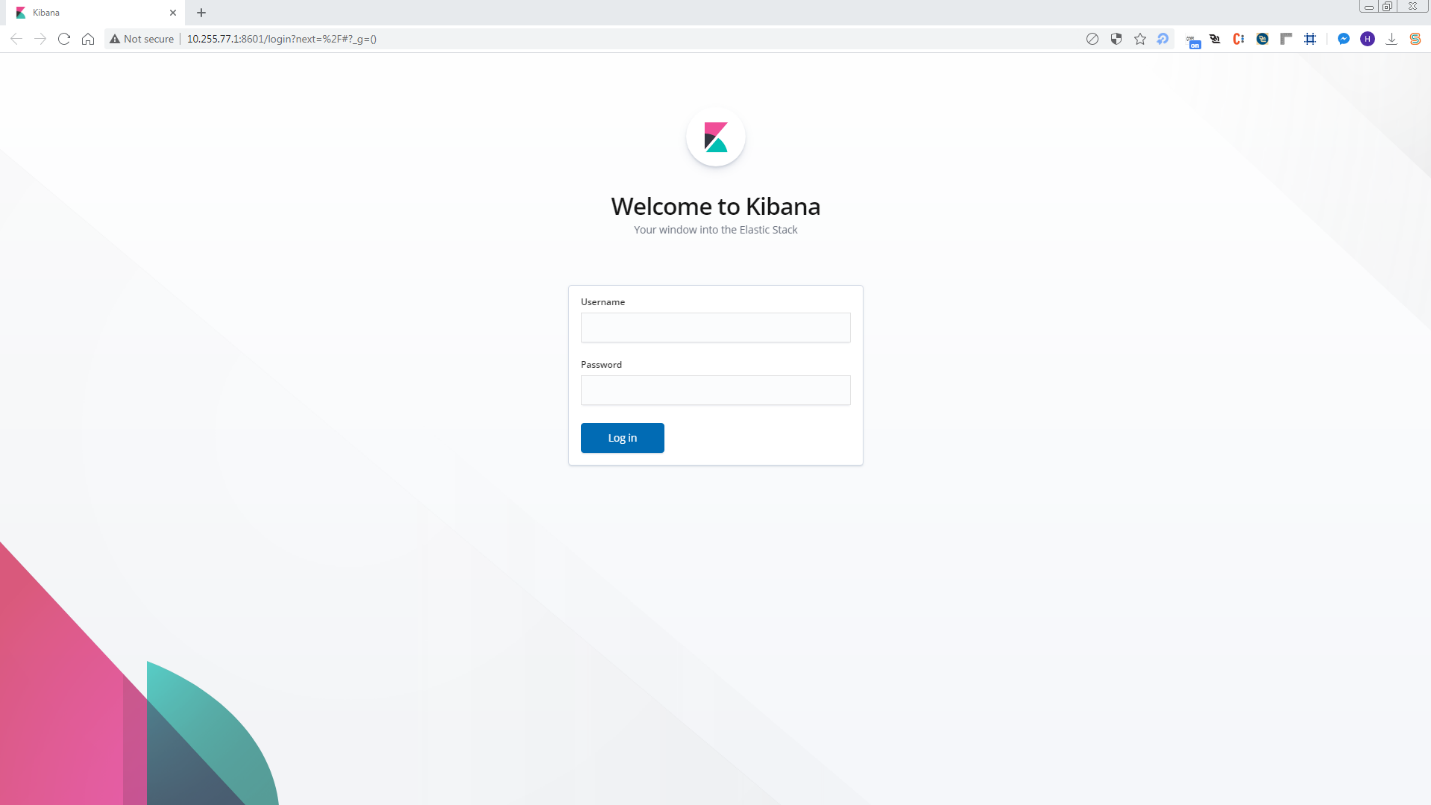 Kibana
Not secure
10.255.77.1:8601/login?next=%2F#?_g=()
Welcome to Kibana
Your window into the Elastic Stack
Username
Password
Log in